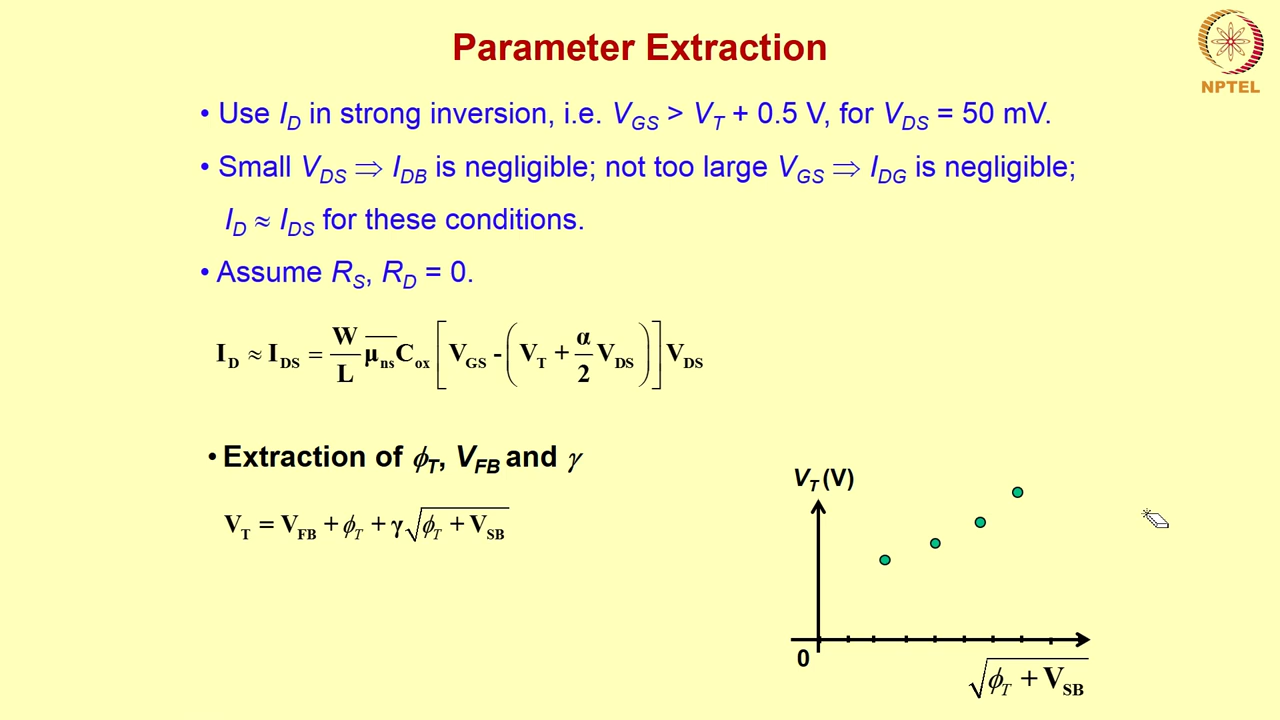 Parameter Extraction
NPTEL
• Use I_D in strong inversion, i.e. V_GS > V_T + 0.5 V, for V_DS = 50 mV.
• Small V_DS ⇒ I_DB is negligible; not too large V_GS ⇒ I_DG is negligible;
I_D ≈ I_DS for these conditions.
• Assume R_S, R_D = 0.
I_D ≈ I_DS = W/L \overline{μ_ns} C_ox [V_GS - (V_T + α/2 V_DS)] V_DS
• Extraction of ϕ_T, V_FB and γ
V_T (V)
V_T = V_FB + ϕ_T + γ√(ϕ_T + V_SB)
0
√(ϕ_T + V_SB)